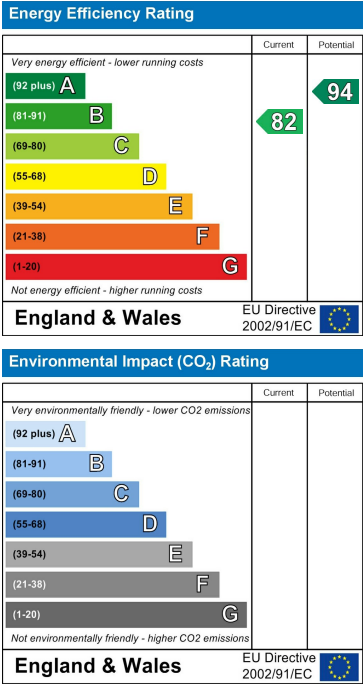 Energy Efficiency Rating
Current Potential
Very energy efficient - lower running costs
(92 plus) A
(81-91) B
(69-80) C
(55-68) D
(39-54) E
(21-38) F
(1-20) G
82
94
Not energy efficient - higher running costs
England & Wales
EU Directive
2002/91/EC
Environmental Impact (CO₂) Rating
Current Potential
Very environmentally friendly - lower CO2 emissions
(92 plus) A
(81-91) B
(69-80) C
(55-68) D
(39-54) E
(21-38) F
(1-20) G
Not environmentally friendly - higher CO2 emissions
England & Wales
EU Directive
2002/91/EC